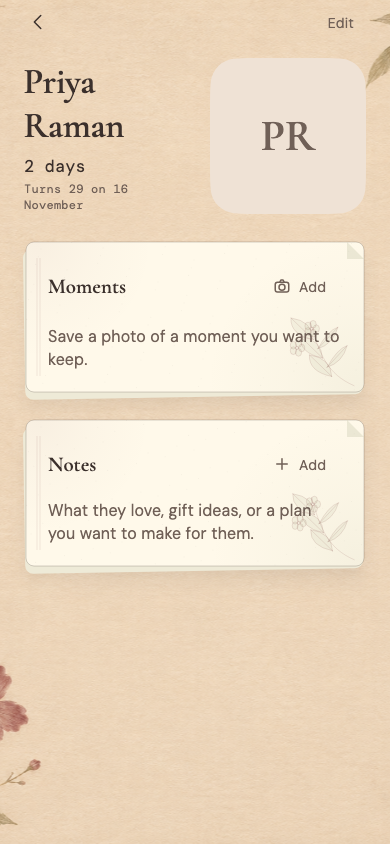 Edit
Priya
Raman
2 days
Turns 29 on 16
November
PR
Moments
Add
Save a photo of a moment you want to
keep.
Notes
Add
What they love, gift ideas, or a plan
you want to make for them.